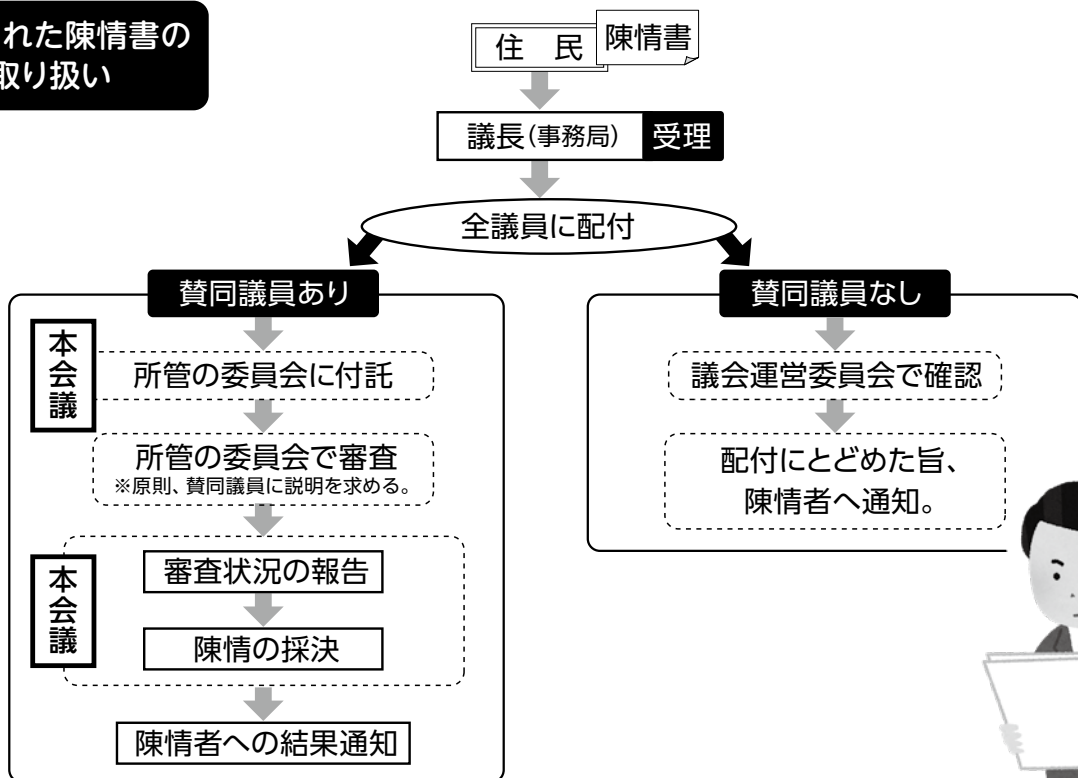 れた陳情書の
取り扱い
住　民
陳情書
議長(事務局)
受理
全議員に配付
賛同議員あり
本会議
所管の委員会に付託
所管の委員会で審査
※原則、賛同議員に説明を求める。
本会議
審査状況の報告
陳情の採決
陳情者への結果通知
賛同議員なし
議会運営委員会で確認
配付にとどめた旨、
陳情者へ通知。